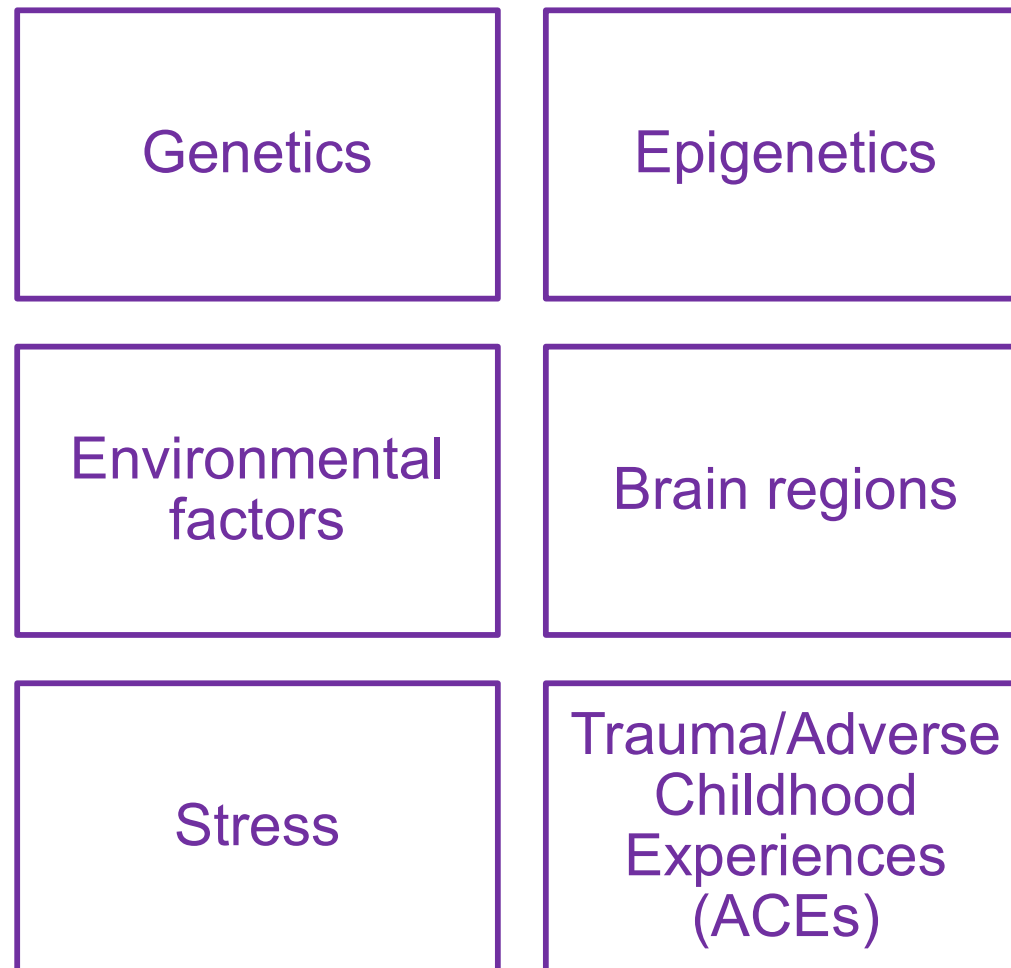 Genetics
Epigenetics
Environmental
factors
Brain regions
Stress
Trauma/Adverse
Childhood
Experiences
(ACEs)